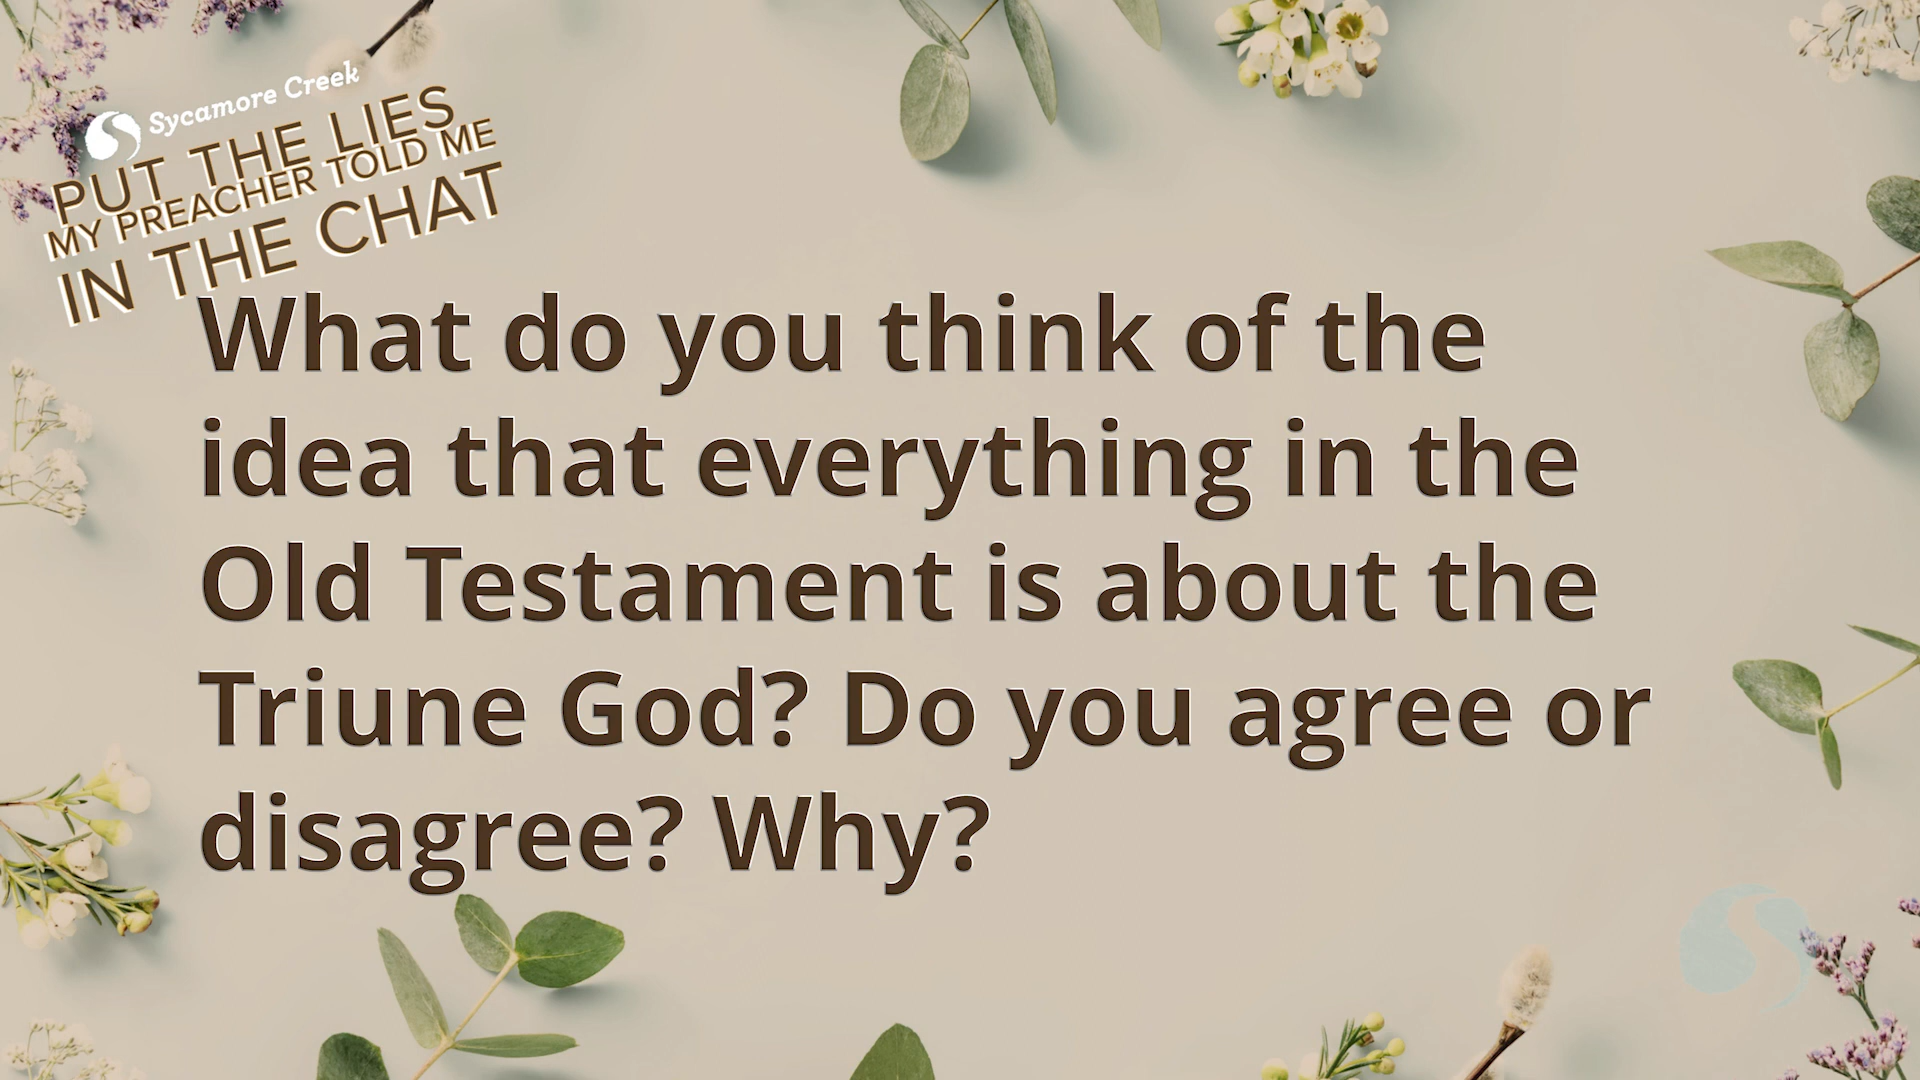 Sycamore Creek
PUT THE LIES
MY PREACHER TOLD ME
IN THE CHAT
What do you think of the
idea that everything in the
Old Testament is about the
Triune God? Do you agree or
disagree? Why?